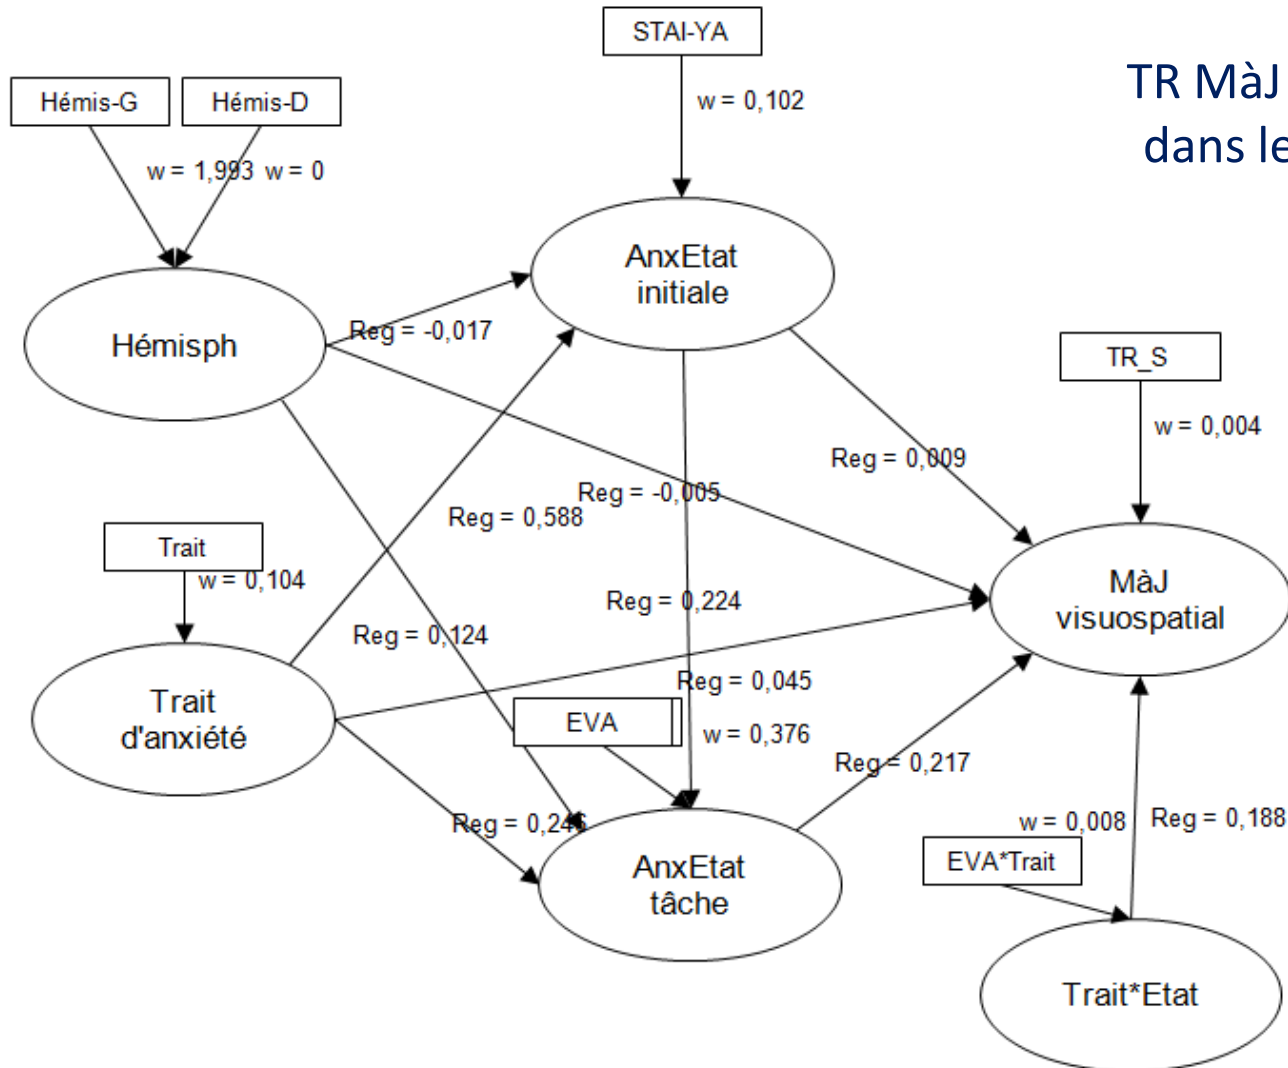 STAI-YA
TR MàJ
dans le
Hémis-G
Hémis-D
w = 0,102
w = 1,993
w = 0
AnxEtat
initiale
Hémisph
Reg = -0,017
TR_S
w = 0,004
Reg = 0,009
Reg = -0,005
Reg = 0,588
Trait
w = 0,104
MàJ
visuospatial
Reg = 0,224
Reg = 0,124
Reg = 0,045
Trait
d'anxiété
EVA
w = 0,376
Reg = 0,217
Reg = 0,246
w = 0,008
Reg = 0,188
EVA*Trait
AnxEtat
tâche
Trait*Etat